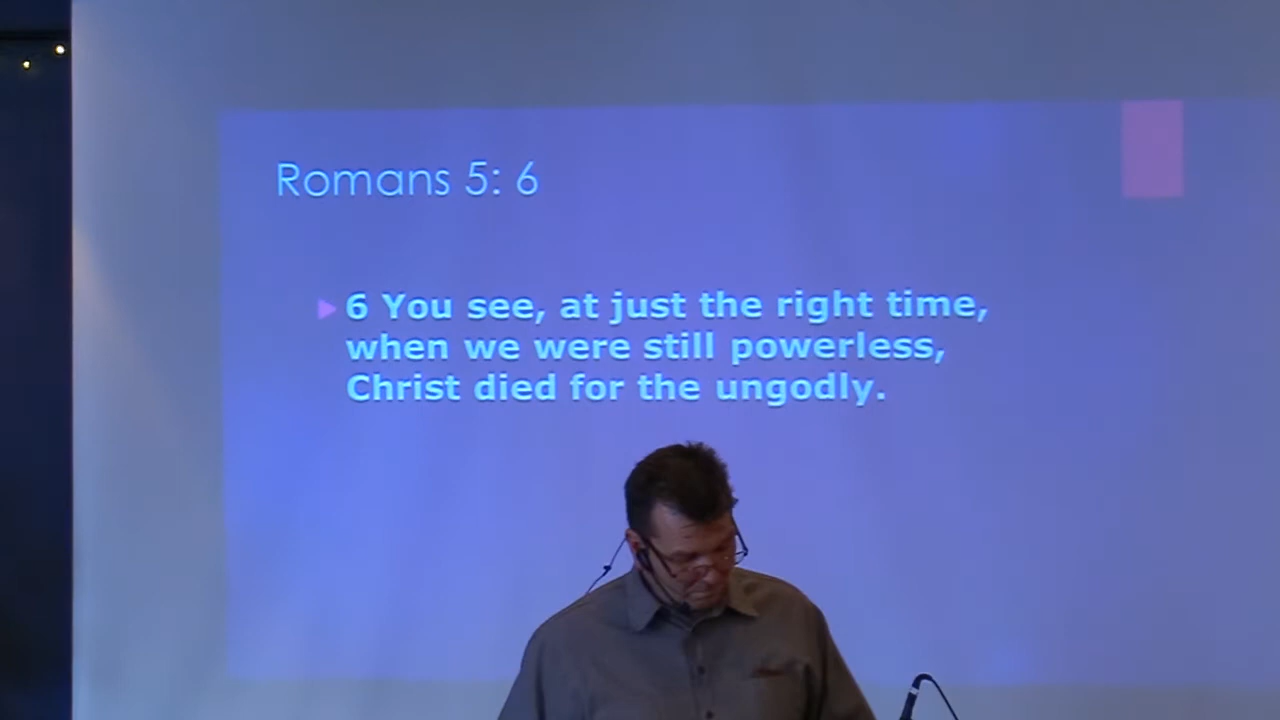 Romans 5: 6
6 You see, at just the right time,
when we were still powerless,
Christ died for the ungodly.